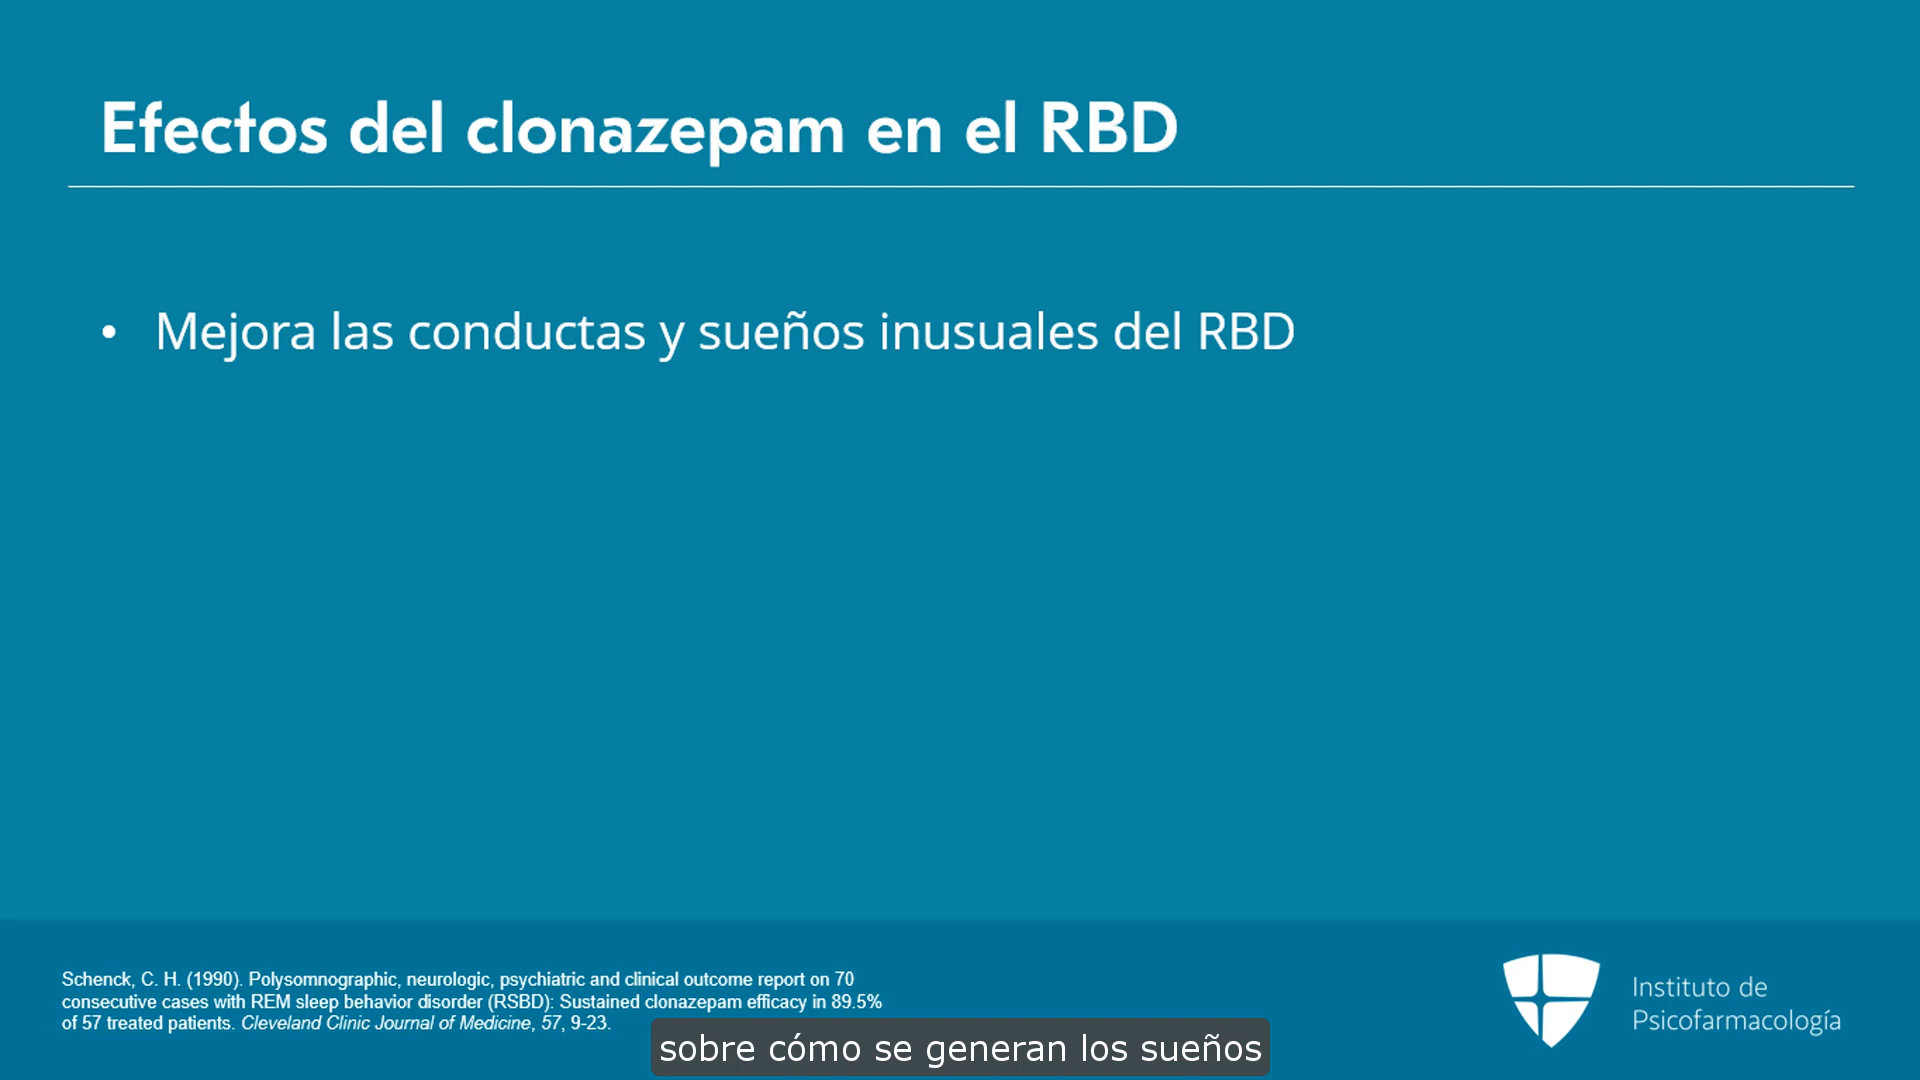 Efectos del clonazepam en el RBD
• Mejora las conductas y sueños inusuales del RBD
Schenck, C. H. (1990). Polysomnographic, neurologic, psychiatric and clinical outcome report on 70
consecutive cases with REM sleep behavior disorder (RSBD): Sustained clonazepam efficacy in 89.5%
of 57 treated patients. Cleveland Clinic Journal of Medicine, 57, 9-23.
Instituto de
Psicofarmacología
sobre cómo se generan los sueños